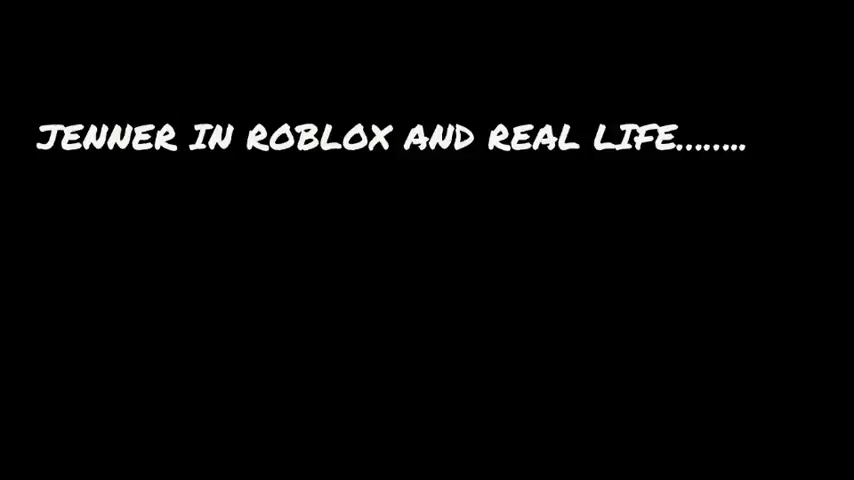 JENNER IN ROBLOX AND REAL LIFE........